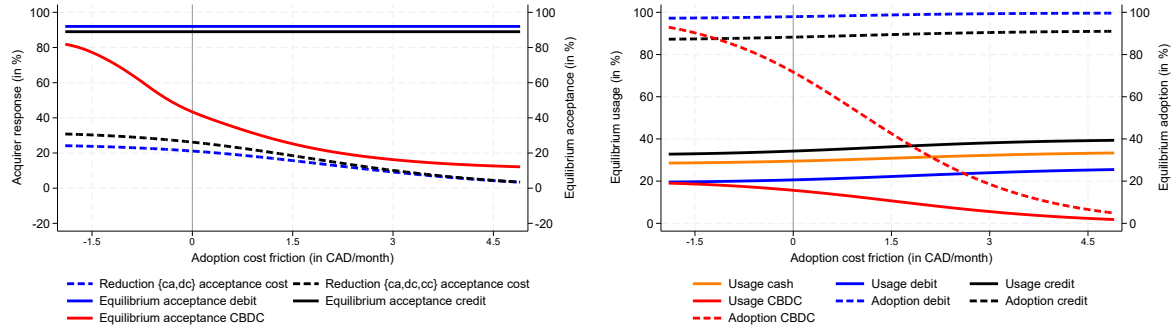 100
80
60
40
20
0
-20
100
80
60
40
20
0
-20
-1.5
0
1.5
3
4.5
Acquirer response (in %)
Equilibrium acceptance (in %)
Adoption cost friction (in CAD/month)
Reduction {ca,dc} acceptance cost
Reduction {ca,dc,cc} acceptance cost
Equilibrium acceptance debit
Equilibrium acceptance credit
Equilibrium acceptance CBDC
100
80
60
40
20
0
100
80
60
40
20
0
-1.5
0
1.5
3
4.5
Equilibrium usage (in %)
Equilibrium adoption (in %)
Adoption cost friction (in CAD/month)
Usage cash
Usage debit
Usage credit
Usage CBDC
Adoption debit
Adoption credit
Adoption CBDC